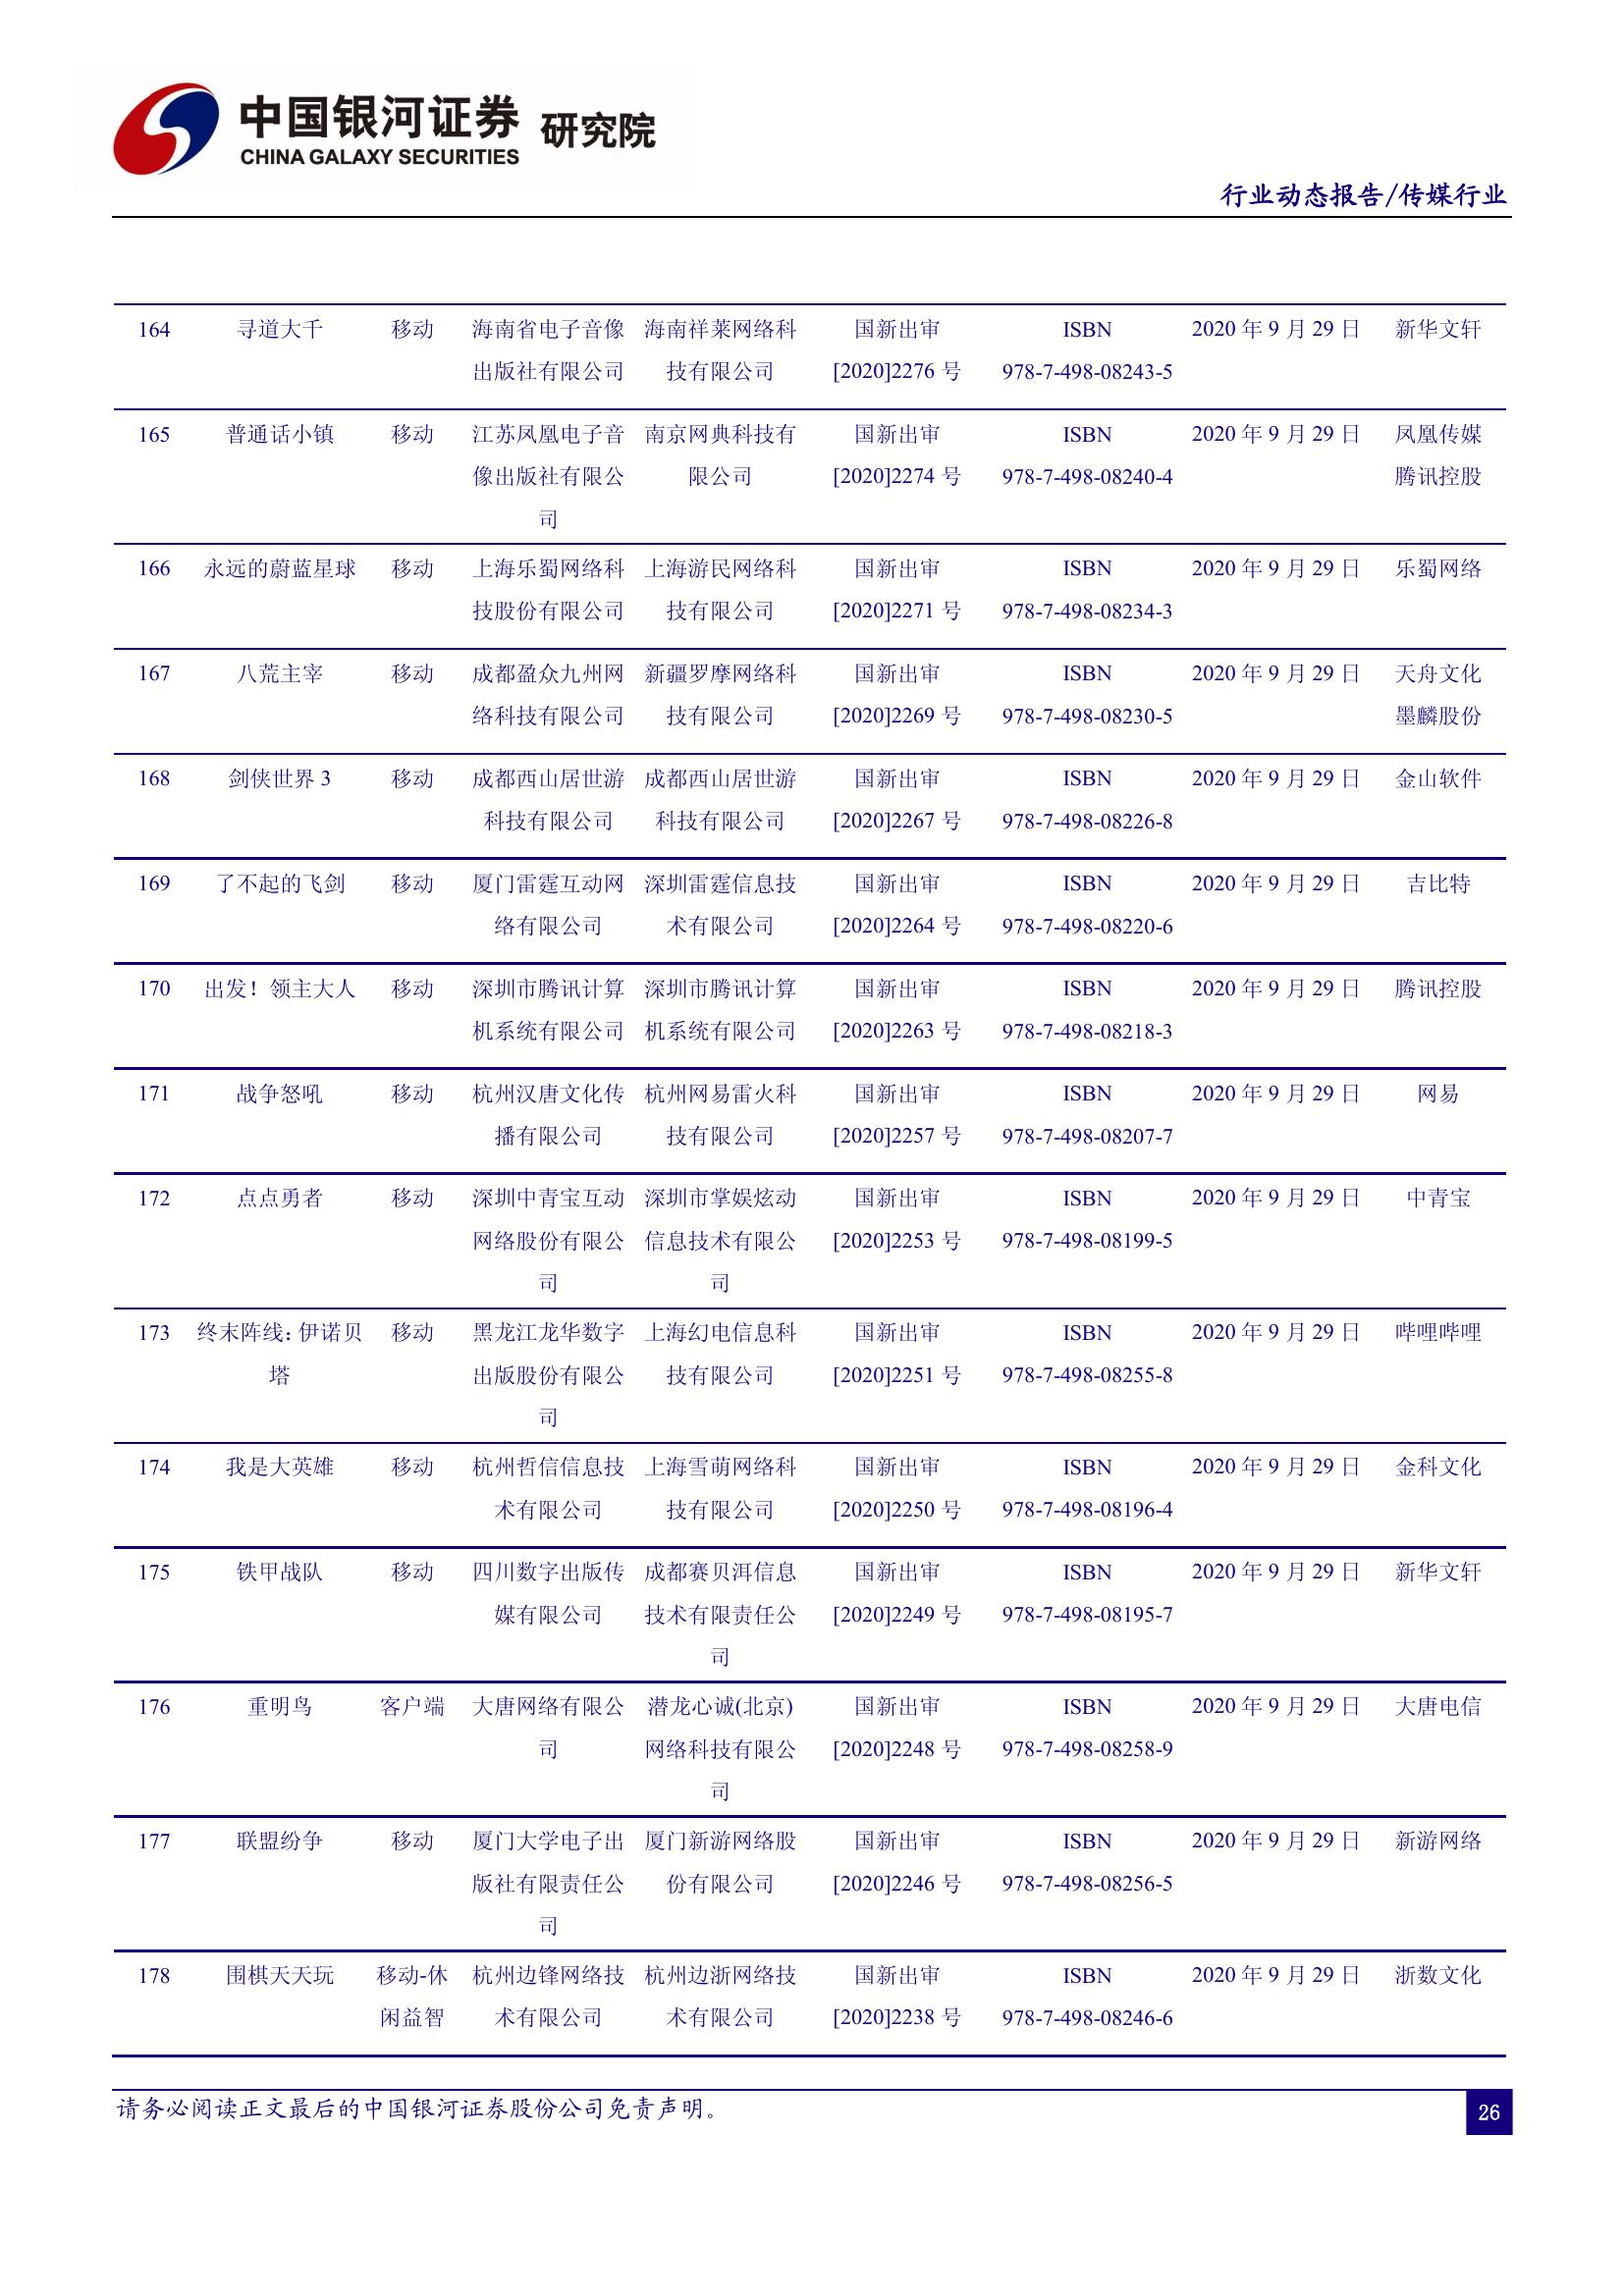 中国银河证券 研究院
CHINA GALAXY SECURITIES
行业动态报告/传媒行业
164 寻道大千 移动 海南省电子音像 海南祥莱网络科 国新出审 ISBN 2020 年 9 月 29 日 新华文轩
出版社有限公司 技有限公司 [2020]2276 号 978-7-498-08243-5
165 普通话小镇 移动 江苏凤凰电子音 南京网典科技有 国新出审 ISBN 2020 年 9 月 29 日 凤凰传媒
像出版社有限公 限公司 [2020]2274 号 978-7-498-08240-4 腾讯控股
司
166 永远的蔚蓝星球 移动 上海乐蜀网络科 上海游民网络科 国新出审 ISBN 2020 年 9 月 29 日 乐蜀网络
技股份有限公司 技有限公司 [2020]2271 号 978-7-498-08234-3
167 八荒主宰 移动 成都盈众九州网 新疆罗摩网络科 国新出审 ISBN 2020 年 9 月 29 日 天舟文化
络科技有限公司 技有限公司 [2020]2269 号 978-7-498-08230-5 墨麟股份
168 剑侠世界 3 移动 成都西山居世游 成都西山居世游 国新出审 ISBN 2020 年 9 月 29 日 金山软件
科技有限公司 科技有限公司 [2020]2267 号 978-7-498-08226-8
169 了不起的飞剑 移动 厦门雷霆互动网 深圳雷霆信息技 国新出审 ISBN 2020 年 9 月 29 日 吉比特
络有限公司 术有限公司 [2020]2264 号 978-7-498-08220-6
170 出发！领主大人 移动 深圳市腾讯计算 深圳市腾讯计算 国新出审 ISBN 2020 年 9 月 29 日 腾讯控股
机系统有限公司 机系统有限公司 [2020]2263 号 978-7-498-08218-3
171 战争怒吼 移动 杭州汉唐文化传 杭州网易雷火科 国新出审 ISBN 2020 年 9 月 29 日 网易
播有限公司 技有限公司 [2020]2257 号 978-7-498-08207-7
172 点点勇者 移动 深圳中青宝互动 深圳市掌娱炫动 国新出审 ISBN 2020 年 9 月 29 日 中青宝
网络股份有限公 信息技术有限公 [2020]2253 号 978-7-498-08199-5
司 司
173 终末阵线：伊诺贝 移动 黑龙江龙华数字 上海幻电信息科 国新出审 ISBN 2020 年 9 月 29 日 哔哩哔哩
塔 出版股份有限公 技有限公司 [2020]2251 号 978-7-498-08255-8
司
174 我是大英雄 移动 杭州哲信信息技 上海雪萌网络科 国新出审 ISBN 2020 年 9 月 29 日 金科文化
术有限公司 技有限公司 [2020]2250 号 978-7-498-08196-4
175 铁甲战队 移动 四川数字出版传 成都赛贝洱信息 国新出审 ISBN 2020 年 9 月 29 日 新华文轩
媒有限公司 技术有限责任公 [2020]2249 号 978-7-498-08195-7
司
176 重明鸟 客户端 大唐网络有限公 潜龙心诚(北京) 国新出审 ISBN 2020 年 9 月 29 日 大唐电信
司 网络科技有限公 [2020]2248 号 978-7-498-08258-9
司
177 联盟纷争 移动 厦门大学电子出 厦门新游网络股 国新出审 ISBN 2020 年 9 月 29 日 新游网络
版社有限责任公 份有限公司 [2020]2246 号 978-7-498-08256-5
司
178 围棋天天玩 移动-休 杭州边锋网络技 杭州边浙网络技 国新出审 ISBN 2020 年 9 月 29 日 浙数文化
闲益智 术有限公司 术有限公司 [2020]2238 号 978-7-498-08246-6
请务必阅读正文最后的中国银河证券股份公司免责声明。
26